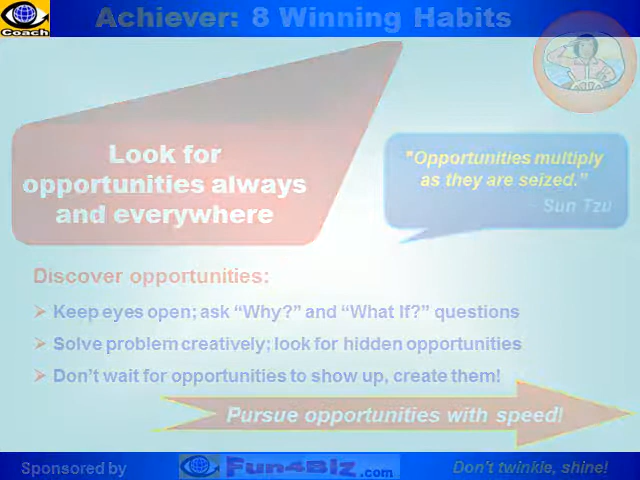 Achiever: 8 Winning Habits
Coach
Look for
opportunities always
and everywhere
"Opportunities multiply
as they are seized."
- Sun Tzu
Discover opportunities:
Keep eyes open; ask “Why?” and “What If?” questions
Solve problem creatively; look for hidden opportunities
Don’t wait for opportunities to show up, create them!
Pursue opportunities with speed!
Sponsored by
Fun4Biz.com
Don’t twinkle, shine!